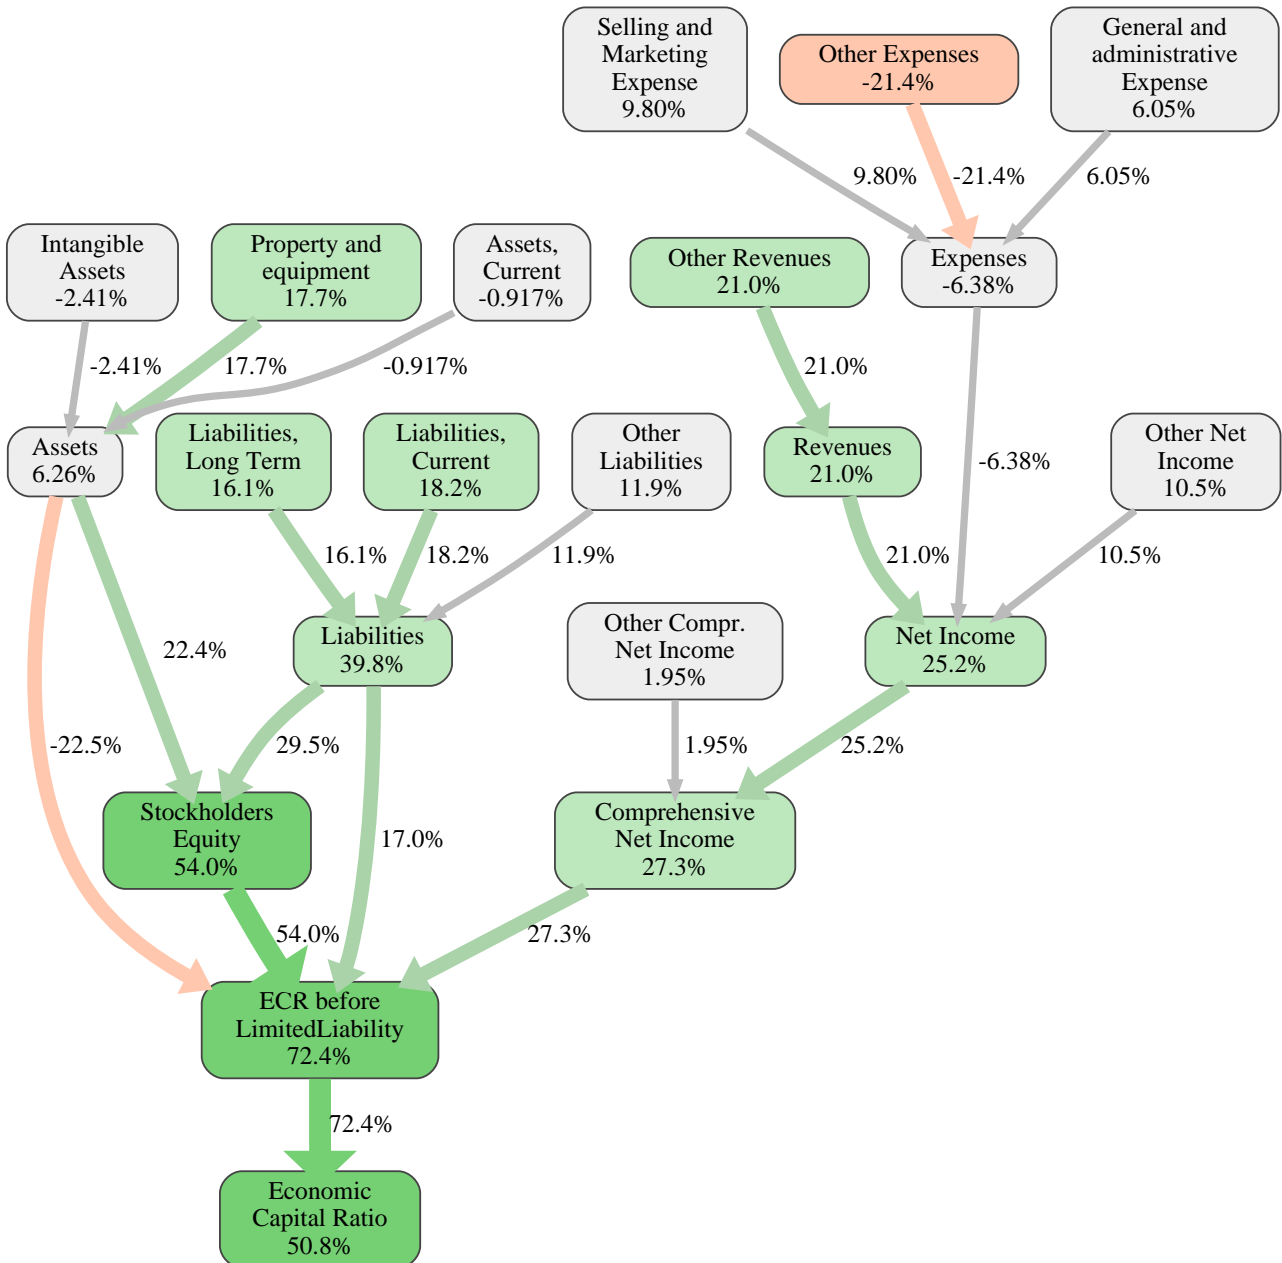 Selling and
Marketing
Expense
9.80%
Other Expenses
-21.4%
General and
administrative
Expense
6.05%
9.80%
-21.4%
6.05%
Intangible
Assets
-2.41%
Property and
equipment
17.7%
Assets,
Current
-0.917%
Other Revenues
21.0%
Expenses
-6.38%
-2.41%
17.7%
-0.917%
21.0%
Assets
6.26%
Liabilities,
Long Term
16.1%
Liabilities,
Current
18.2%
Other
Liabilities
11.9%
Revenues
21.0%
-6.38%
Other Net
Income
10.5%
16.1%
18.2%
11.9%
21.0%
10.5%
22.4%
Liabilities
39.8%
Other Compr.
Net Income
1.95%
Net Income
25.2%
-22.5%
29.5%
1.95%
25.2%
Stockholders
Equity
54.0%
17.0%
Comprehensive
Net Income
27.3%
54.0%
27.3%
ECR before
LimitedLiability
72.4%
72.4%
Economic
Capital Ratio
50.8%